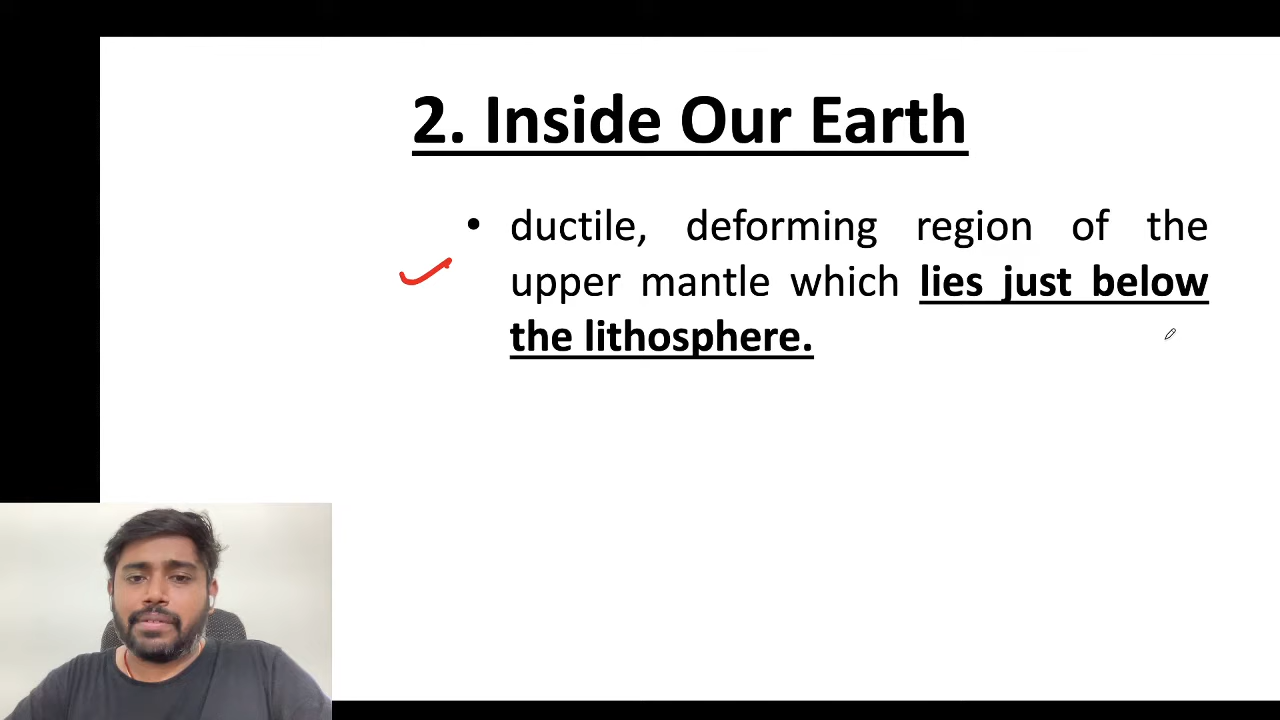 2. Inside Our Earth
• ductile, deforming region of the
upper mantle which lies just below
the lithosphere.